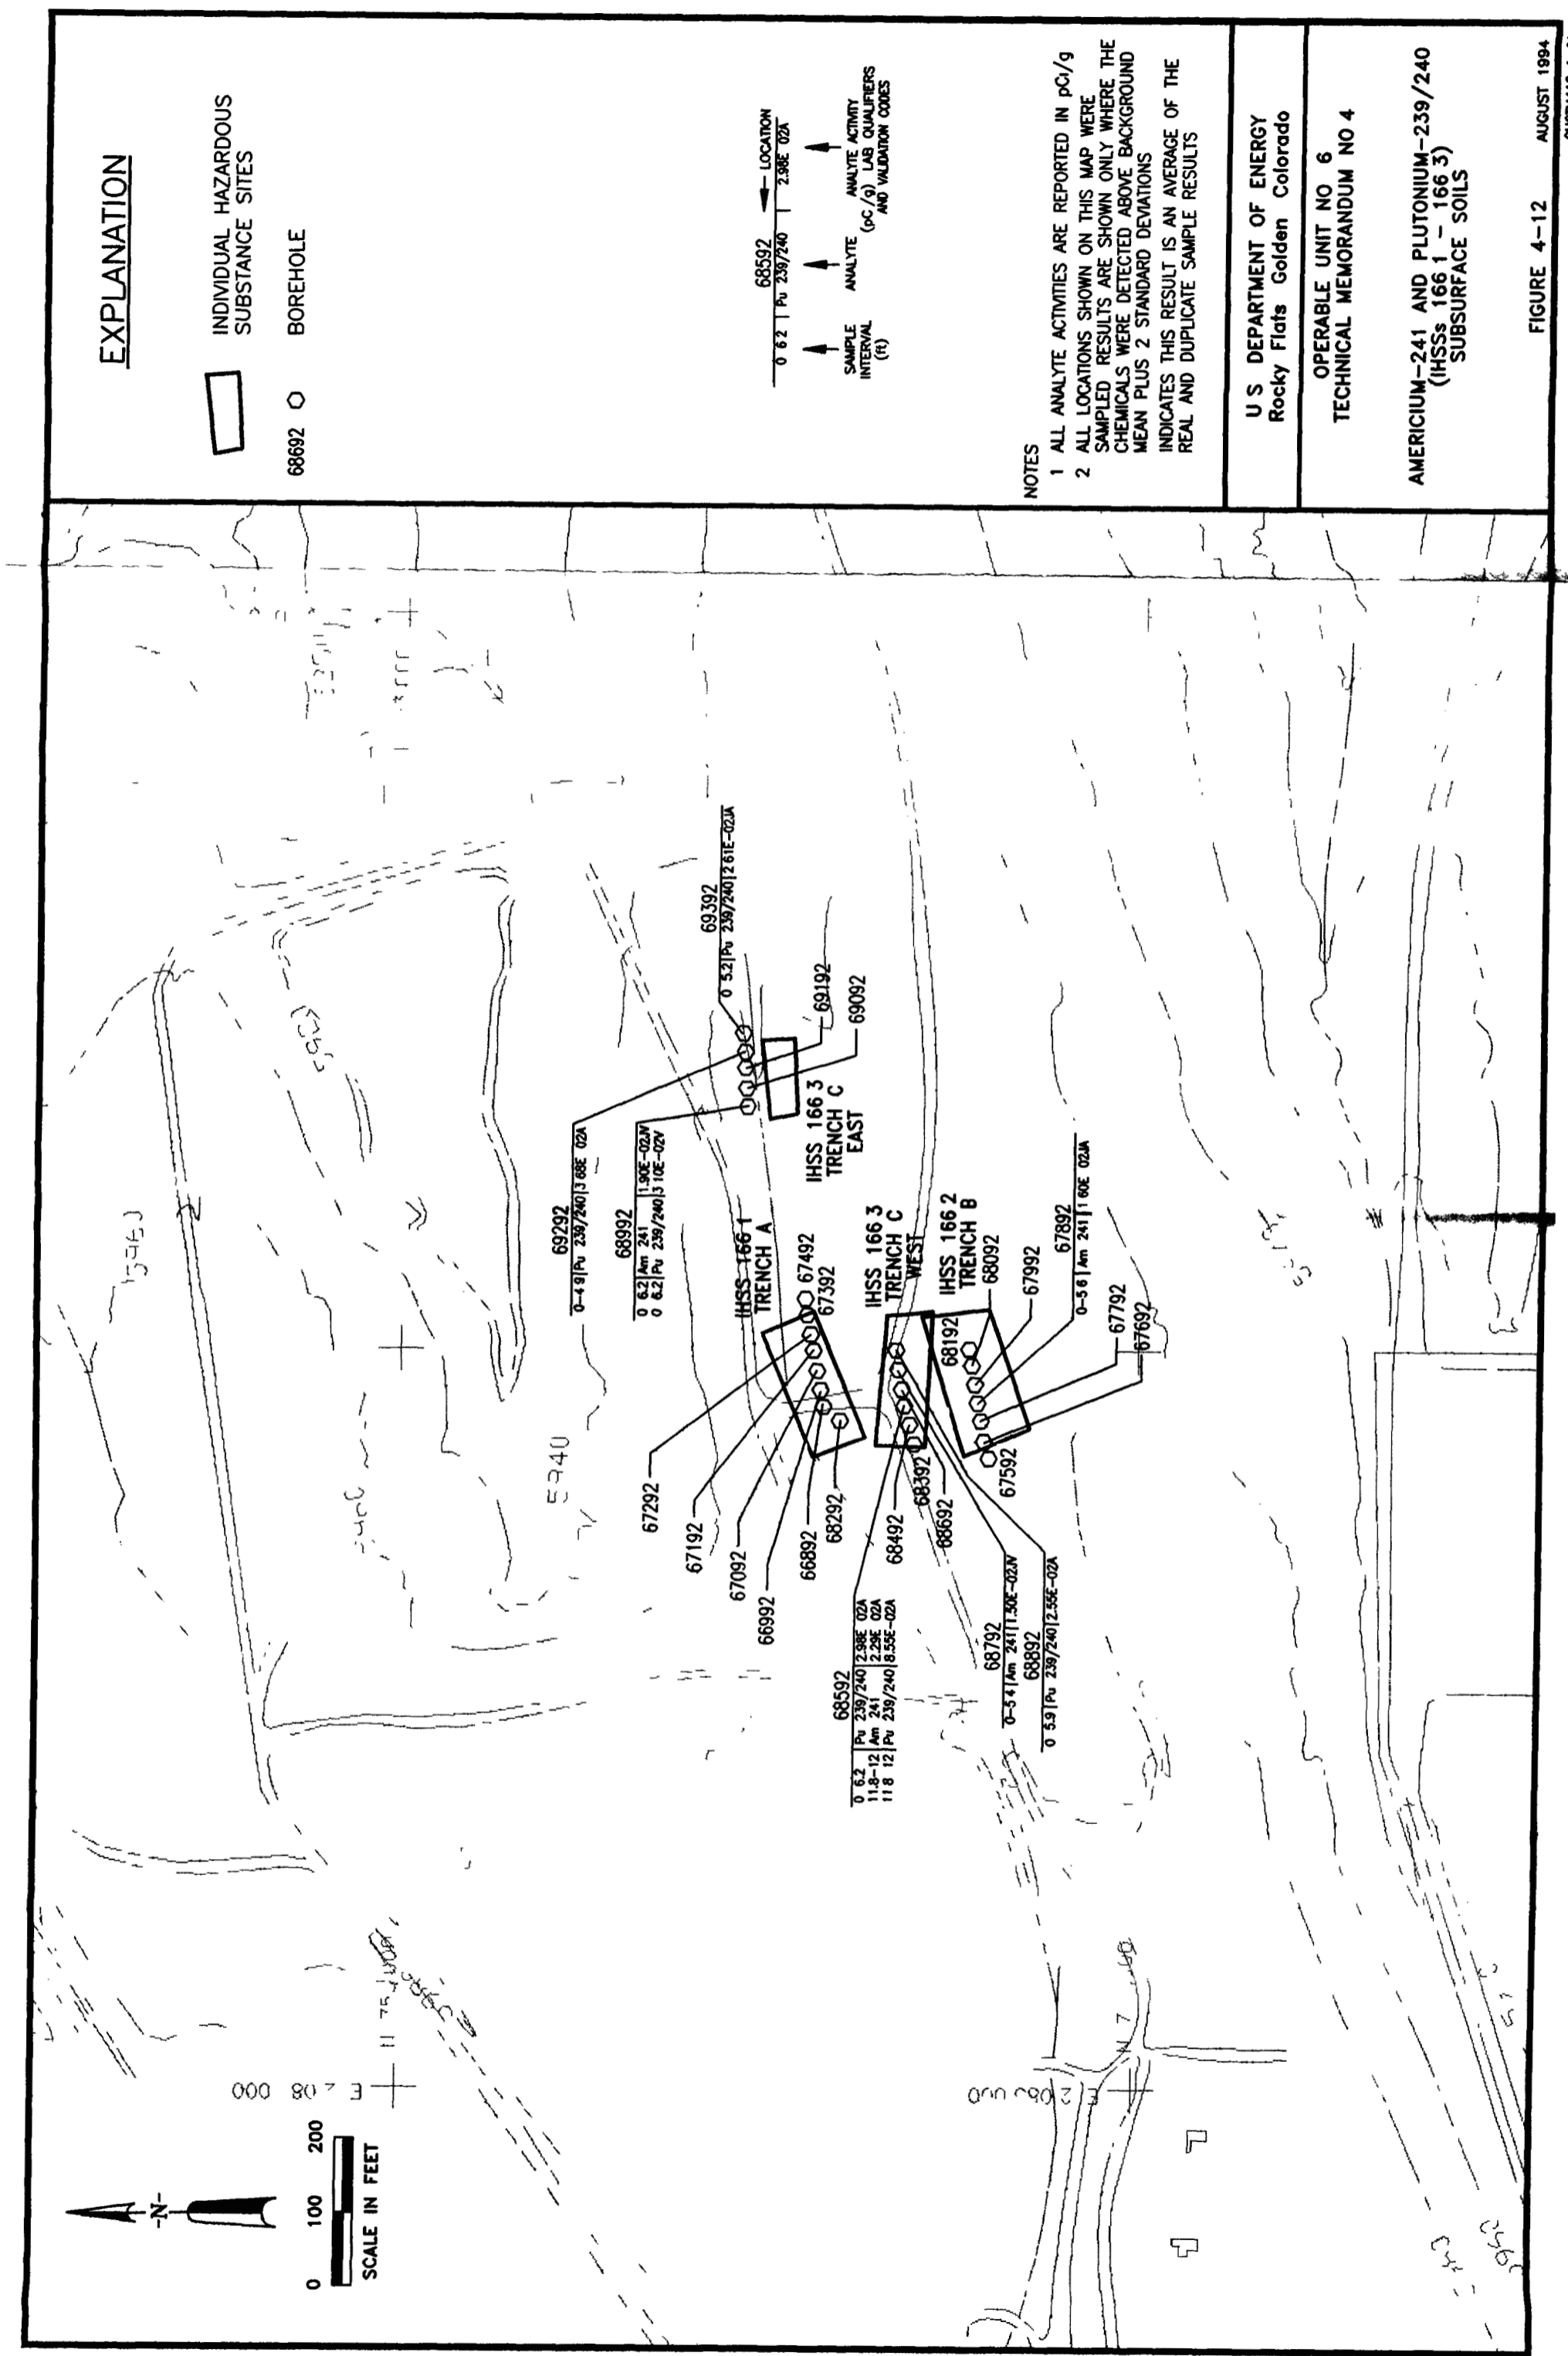 EXPLANATION
INDIVIDUAL HAZARDOUS
SUBSTANCE SITES
68692
BOREHOLE
68592
LOCATION
0 6 2 | Pu 239/240 | 2.98E 02A
SAMPLE
INTERVAL
(ft)
ANALYTE
ANALYTE ACTIVITY
(pC /g) LAB QUALIFIERS
AND VALIDATION CODES
NOTES
1 ALL ANALYTE ACTIVITIES ARE REPORTED IN pCi/g
2 ALL LOCATIONS SHOWN ON THIS MAP WERE
SAMPLED RESULTS ARE SHOWN ONLY WHERE THE
CHEMICALS WERE DETECTED ABOVE BACKGROUND
MEAN PLUS 2 STANDARD DEVIATIONS
INDICATES THIS RESULT IS AN AVERAGE OF THE
REAL AND DUPLICATE SAMPLE RESULTS
U S DEPARTMENT OF ENERGY
Rocky Flats Golden Colorado
OPERABLE UNIT NO 6
TECHNICAL MEMORANDUM NO 4
AMERICIUM-241 AND PLUTONIUM-239/240
(IHSSs 166 1 - 166 3)
SUBSURFACE SOILS
FIGURE 4-12
AUGUST 1994
-N-
0 100 200
SCALE IN FEET
E 208 000
5940
69292
0-4 9|Pu 239/240|3 68E 02A
68992
0 6.2|Am 241 |1.90E-02JV
0 6.2|Pu 239/240|3 10E-02V
69392
0 5.2|Pu 239/240|2 61E-02JA
69192
69092
IHSS 166 3
TRENCH C
EAST
IHSS 166 1
TRENCH A
67492
67392
67292
67192
67092
66992
66892
68292
IHSS 166 3
TRENCH C
WEST
68592
0 6.2 |Pu 239/240|2.98E 02A
11.8-12|Am 241 |2.29E 02A
11 8 12|Pu 239/240|8.55E-02A
68492
68392
68692
68792
0-5 4|Am 241|1.50E-02JV
68892
0 5.9|Pu 239/240|2.55E-02A
IHSS 166 2
TRENCH B
68192
68092
67992
67892
0-5 6|Am 241|1 60E 02JA
67792
67692
67592